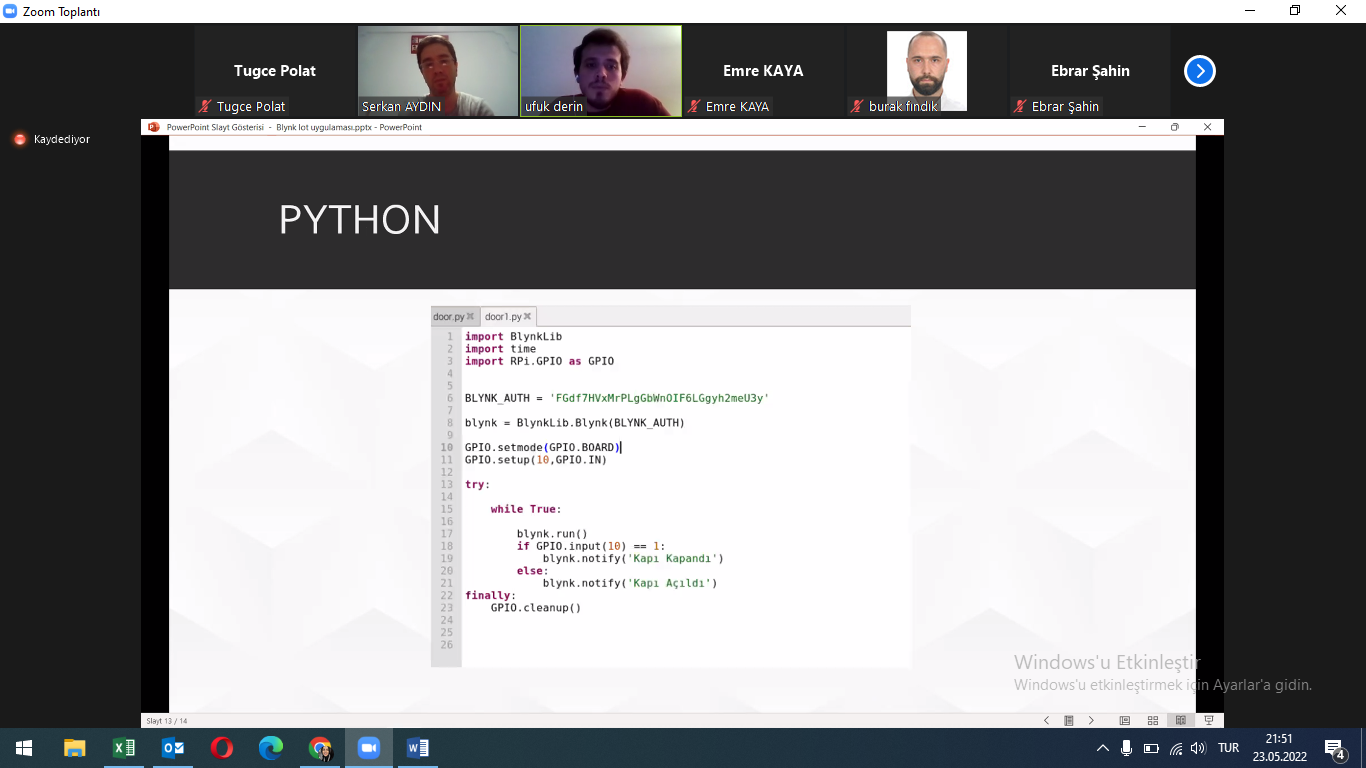 Zoom Toplantı
Tugce Polat
Emre KAYA
Ebrar Şahin
Tugce Polat
Serkan AYDIN
ufuk derin
Emre KAYA
burak fındık
Ebrar Şahin
Kaydediyor
PowerPoint Slayt Gösterisi - Blynk Iot uygulaması.pptx - PowerPoint
PYTHON
door.py
door1.py
1 import BlynkLib
2 import time
3 import RPi.GPIO as GPIO
4
5
6 BLYNK_AUTH = 'FGdf7HVxMrPLgGbWnOIF6LGgyh2meU3y'
7
8 blynk = BlynkLib.Blynk(BLYNK_AUTH)
9
10 GPIO.setmode(GPIO.BOARD)
11 GPIO.setup(10,GPIO.IN)
12
13 try:
14
15 while True:
16
17 blynk.run()
18 if GPIO.input(10) == 1:
19 blynk.notify('Kapı Kapandı')
20 else:
21 blynk.notify('Kapı Açıldı')
22 finally:
23 GPIO.cleanup()
24
25
26
Windows'u Etkinleştir
Windows'u etkinleştirmek için Ayarlar'a gidin.
Slayt 13 / 14
TUR
21:51
23.05.2022
4